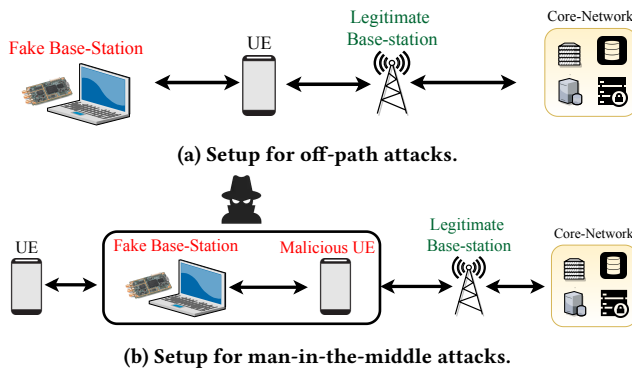 Core-Network
Legitimate
Base-station
UE
Fake Base-Station
(a) Setup for off-path attacks.
Legitimate
Base-station
Core-Network
UE
Fake Base-Station
Malicious UE
(b) Setup for man-in-the-middle attacks.